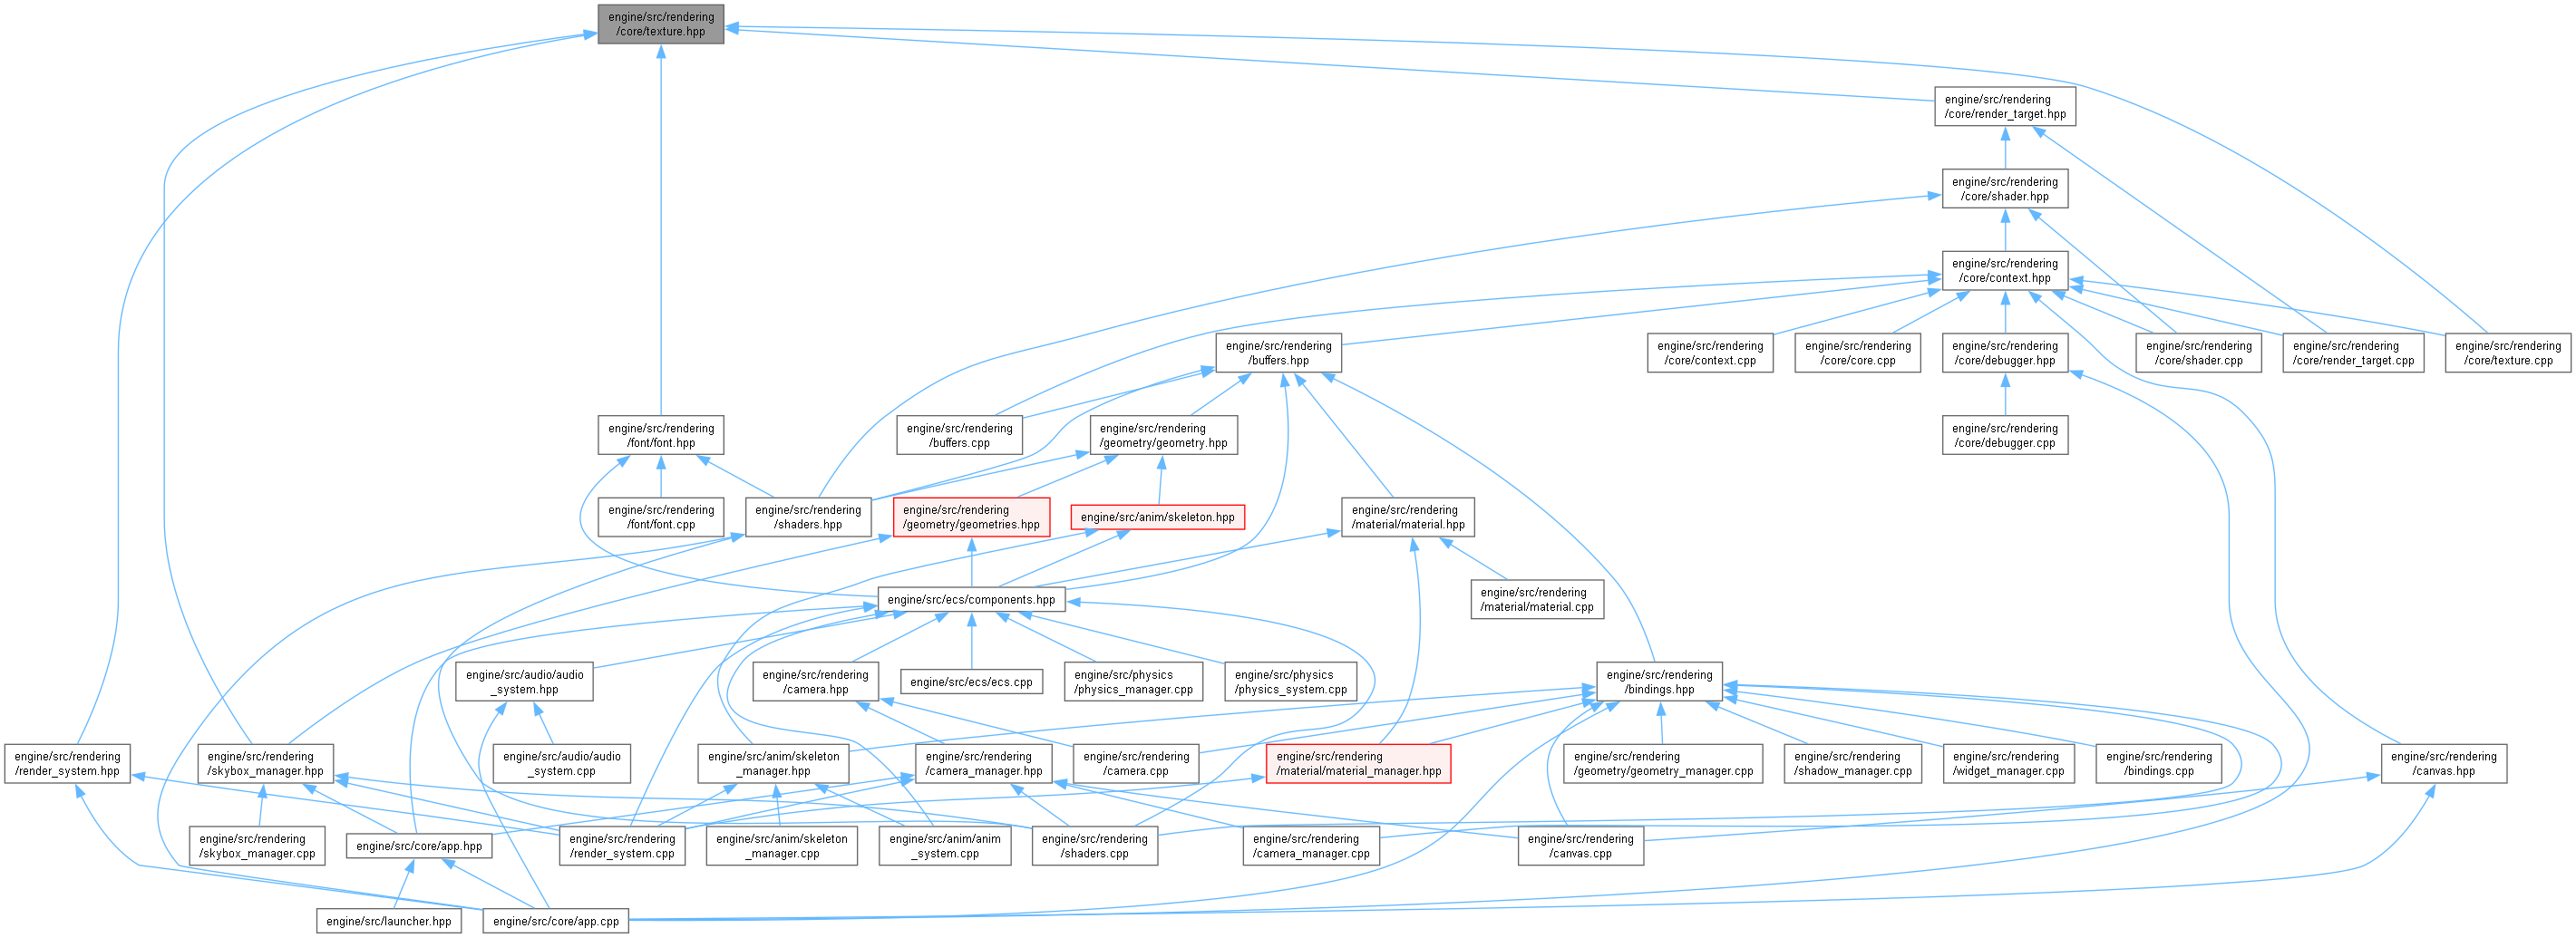 engine/src/rendering
/core/texture.hpp
engine/src/rendering
/core/render_target.hpp
engine/src/rendering
/core/shader.hpp
engine/src/rendering
/core/context.hpp
engine/src/rendering
/buffers.hpp
engine/src/rendering
/core/context.cpp
engine/src/rendering
/core/core.cpp
engine/src/rendering
/core/debugger.hpp
engine/src/rendering
/core/shader.cpp
engine/src/rendering
/core/render_target.cpp
engine/src/rendering
/core/texture.cpp
engine/src/rendering
/font/font.hpp
engine/src/rendering
/buffers.cpp
engine/src/rendering
/geometry/geometry.hpp
engine/src/rendering
/core/debugger.cpp
engine/src/rendering
/font/font.cpp
engine/src/rendering
/shaders.hpp
engine/src/rendering
/geometry/geometries.hpp
engine/src/anim/skeleton.hpp
engine/src/rendering
/material/material.hpp
engine/src/ecs/components.hpp
engine/src/rendering
/material/material.cpp
engine/src/audio/audio
_system.hpp
engine/src/rendering
/camera.hpp
engine/src/ecs/ecs.cpp
engine/src/physics
/physics_manager.cpp
engine/src/physics
/physics_system.cpp
engine/src/rendering
/bindings.hpp
engine/src/rendering
/render_system.hpp
engine/src/rendering
/skybox_manager.hpp
engine/src/audio/audio
_system.cpp
engine/src/anim/skeleton
_manager.hpp
engine/src/rendering
/camera_manager.hpp
engine/src/rendering
/camera.cpp
engine/src/rendering
/material/material_manager.hpp
engine/src/rendering
/geometry/geometry_manager.cpp
engine/src/rendering
/shadow_manager.cpp
engine/src/rendering
/widget_manager.cpp
engine/src/rendering
/bindings.cpp
engine/src/rendering
/canvas.hpp
engine/src/rendering
/skybox_manager.cpp
engine/src/core/app.hpp
engine/src/rendering
/render_system.cpp
engine/src/anim/skeleton
_manager.cpp
engine/src/anim/anim
_system.cpp
engine/src/rendering
/shaders.cpp
engine/src/rendering
/camera_manager.cpp
engine/src/rendering
/canvas.cpp
engine/src/launcher.hpp
engine/src/core/app.cpp